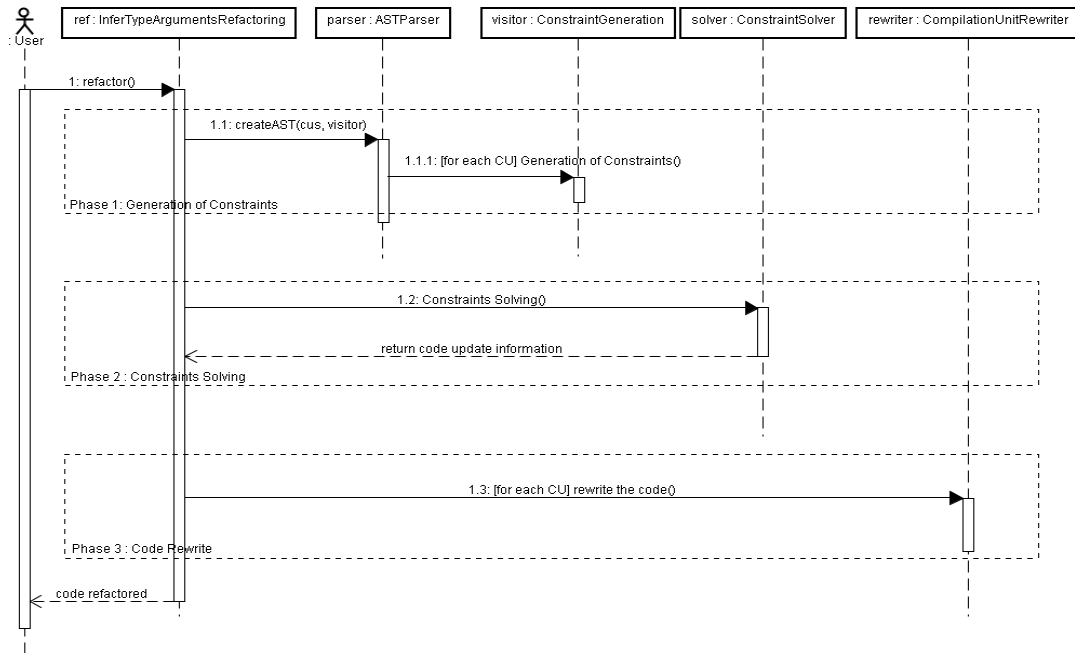 : User
ref : InferTypeArgumentsRefactoring
parser : ASTParser
visitor : ConstraintGeneration
solver : ConstraintSolver
rewriter : CompilationUnitRewriter
1: refactor()
1.1: createAST(cus, visitor)
1.1.1: [for each CU] Generation of Constraints()
Phase 1: Generation of Constraints
1.2: Constraints Solving()
return code update information
Phase 2 : Constraints Solving
1.3: [for each CU] rewrite the code()
Phase 3 : Code Rewrite
code refactored